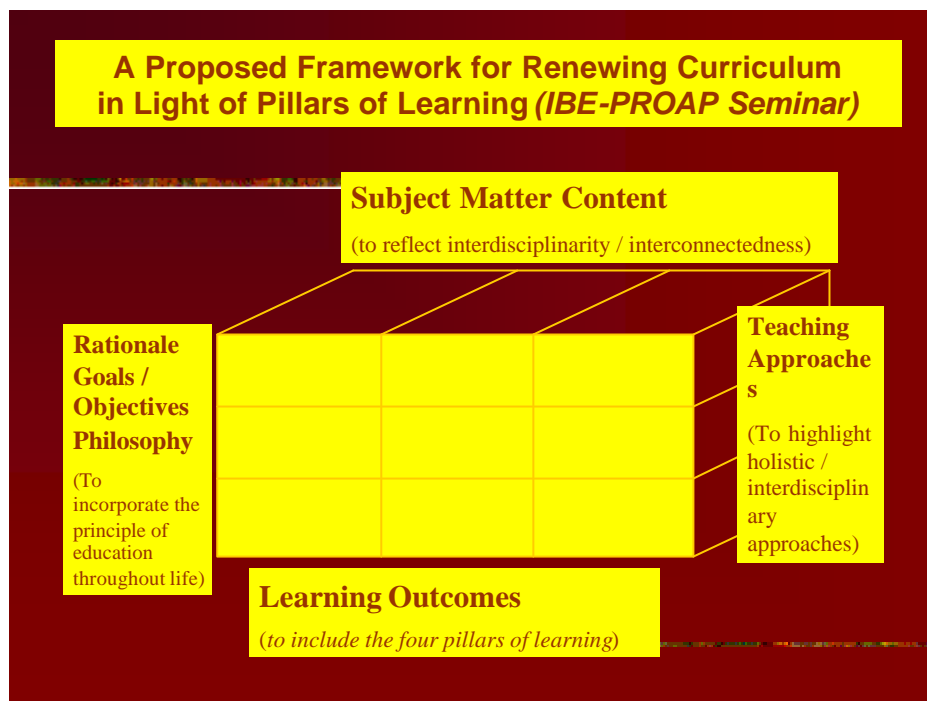 A Proposed Framework for Renewing Curriculum
in Light of Pillars of Learning (IBE-PROAP Seminar)
Subject Matter Content
(to reflect interdisciplinarity / interconnectedness)
Rationale
Goals /
Objectives
Philosophy
(To
incorporate the
principle of
education
throughout life)
Teaching
Approache
s
(To highlight
holistic /
interdisciplin
ary
approaches)
Learning Outcomes
(to include the four pillars of learning)